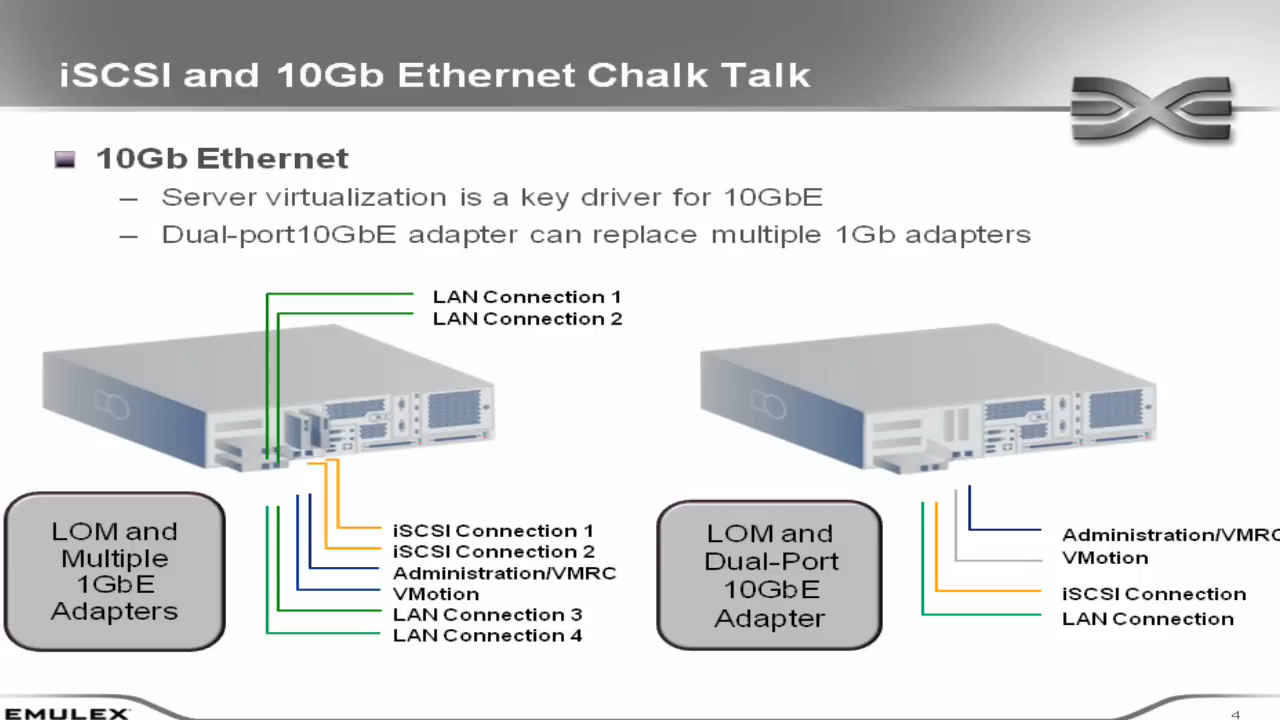 iSCSI and 10Gb Ethernet Chalk Talk
10Gb Ethernet
– Server virtualization is a key driver for 10GbE
– Dual-port10GbE adapter can replace multiple 1Gb adapters
LAN Connection 1
LAN Connection 2
LOM and
Multiple
1GbE
Adapters
iSCSI Connection 1
iSCSI Connection 2
Administration/VMRC
VMotion
LAN Connection 3
LAN Connection 4
LOM and
Dual-Port
10GbE
Adapter
Administration/VMRC
VMotion
iSCSI Connection
LAN Connection
EMULEX
4